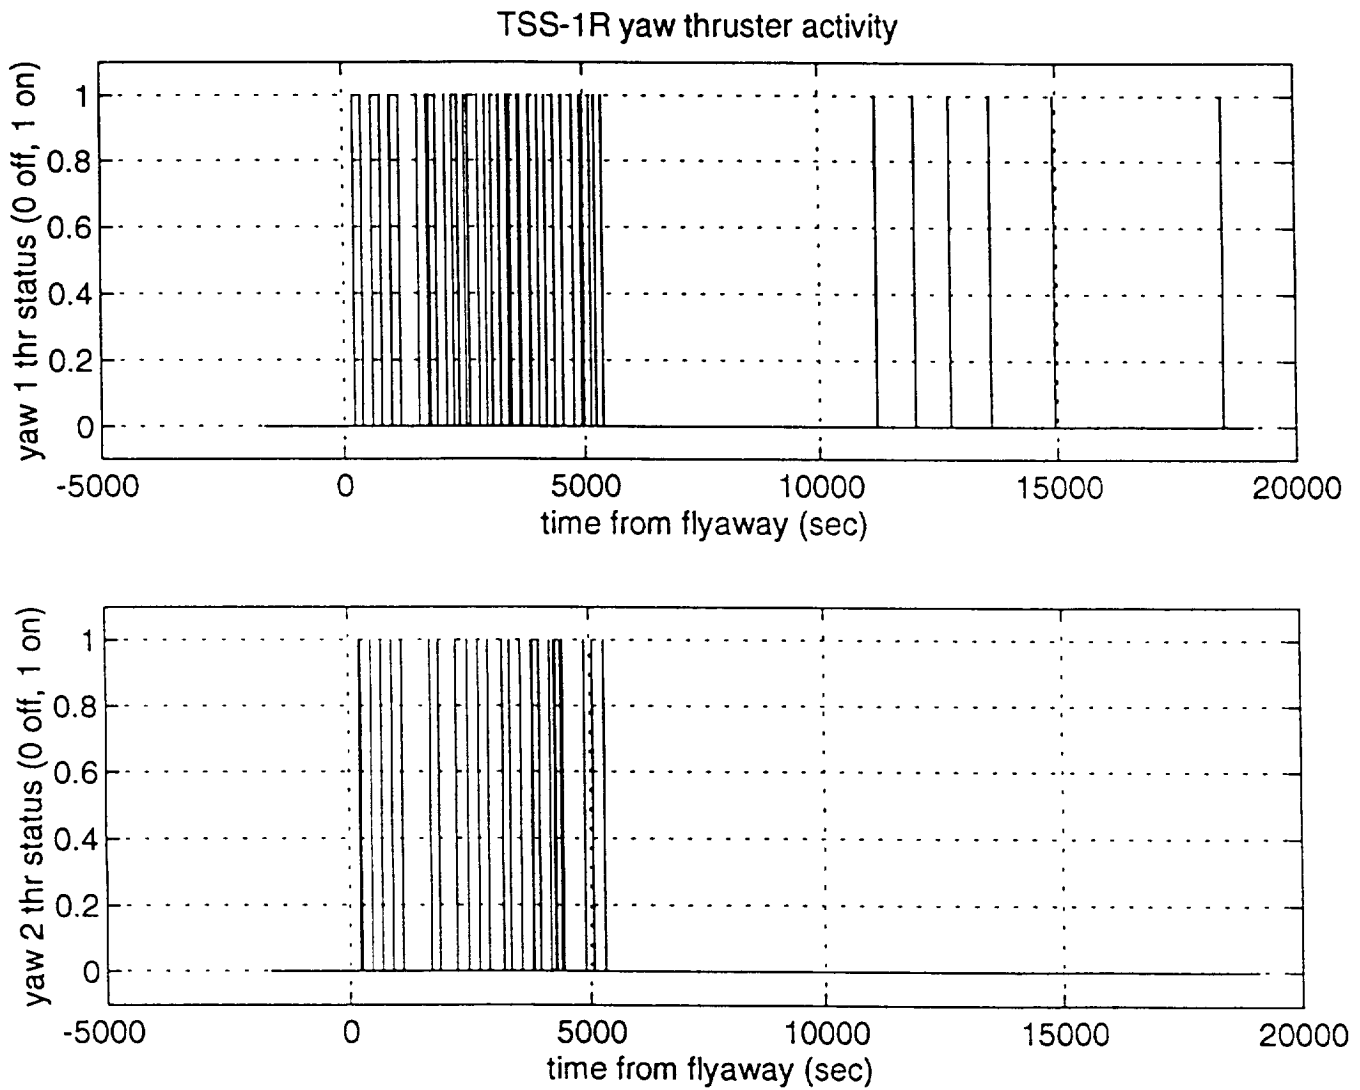 TSS-1R yaw thruster activity
yaw 1 thr status (0 off, 1 on)
1
0.8
0.6
0.4
0.2
0
-5000 0 5000 10000 15000 20000
time from flyaway (sec)
yaw 2 thr status (0 off, 1 on)
1
0.8
0.6
0.4
0.2
0
-5000 0 5000 10000 15000 20000
time from flyaway (sec)